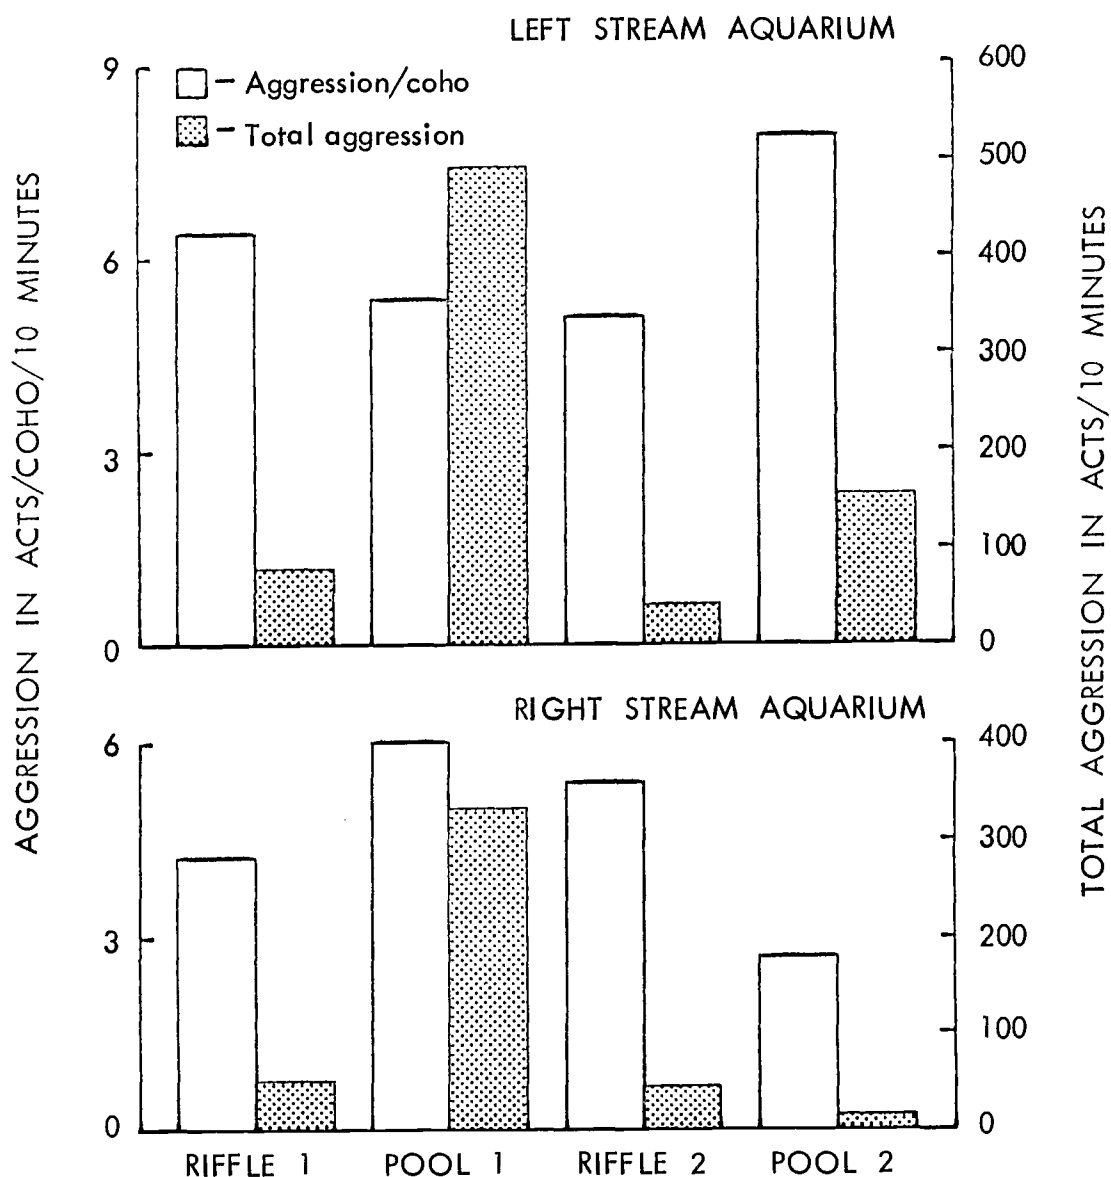 LEFT STREAM AQUARIUM
Aggression/coho
Total aggression
9
6
3
0
600
500
400
300
200
100
0
AGGRESSION IN ACTS/COHO/10 MINUTES
TOTAL AGGRESSION IN ACTS/10 MINUTES
RIGHT STREAM AQUARIUM
6
3
0
400
300
200
100
0
RIFFLE 1 POOL 1 RIFFLE 2 POOL 2